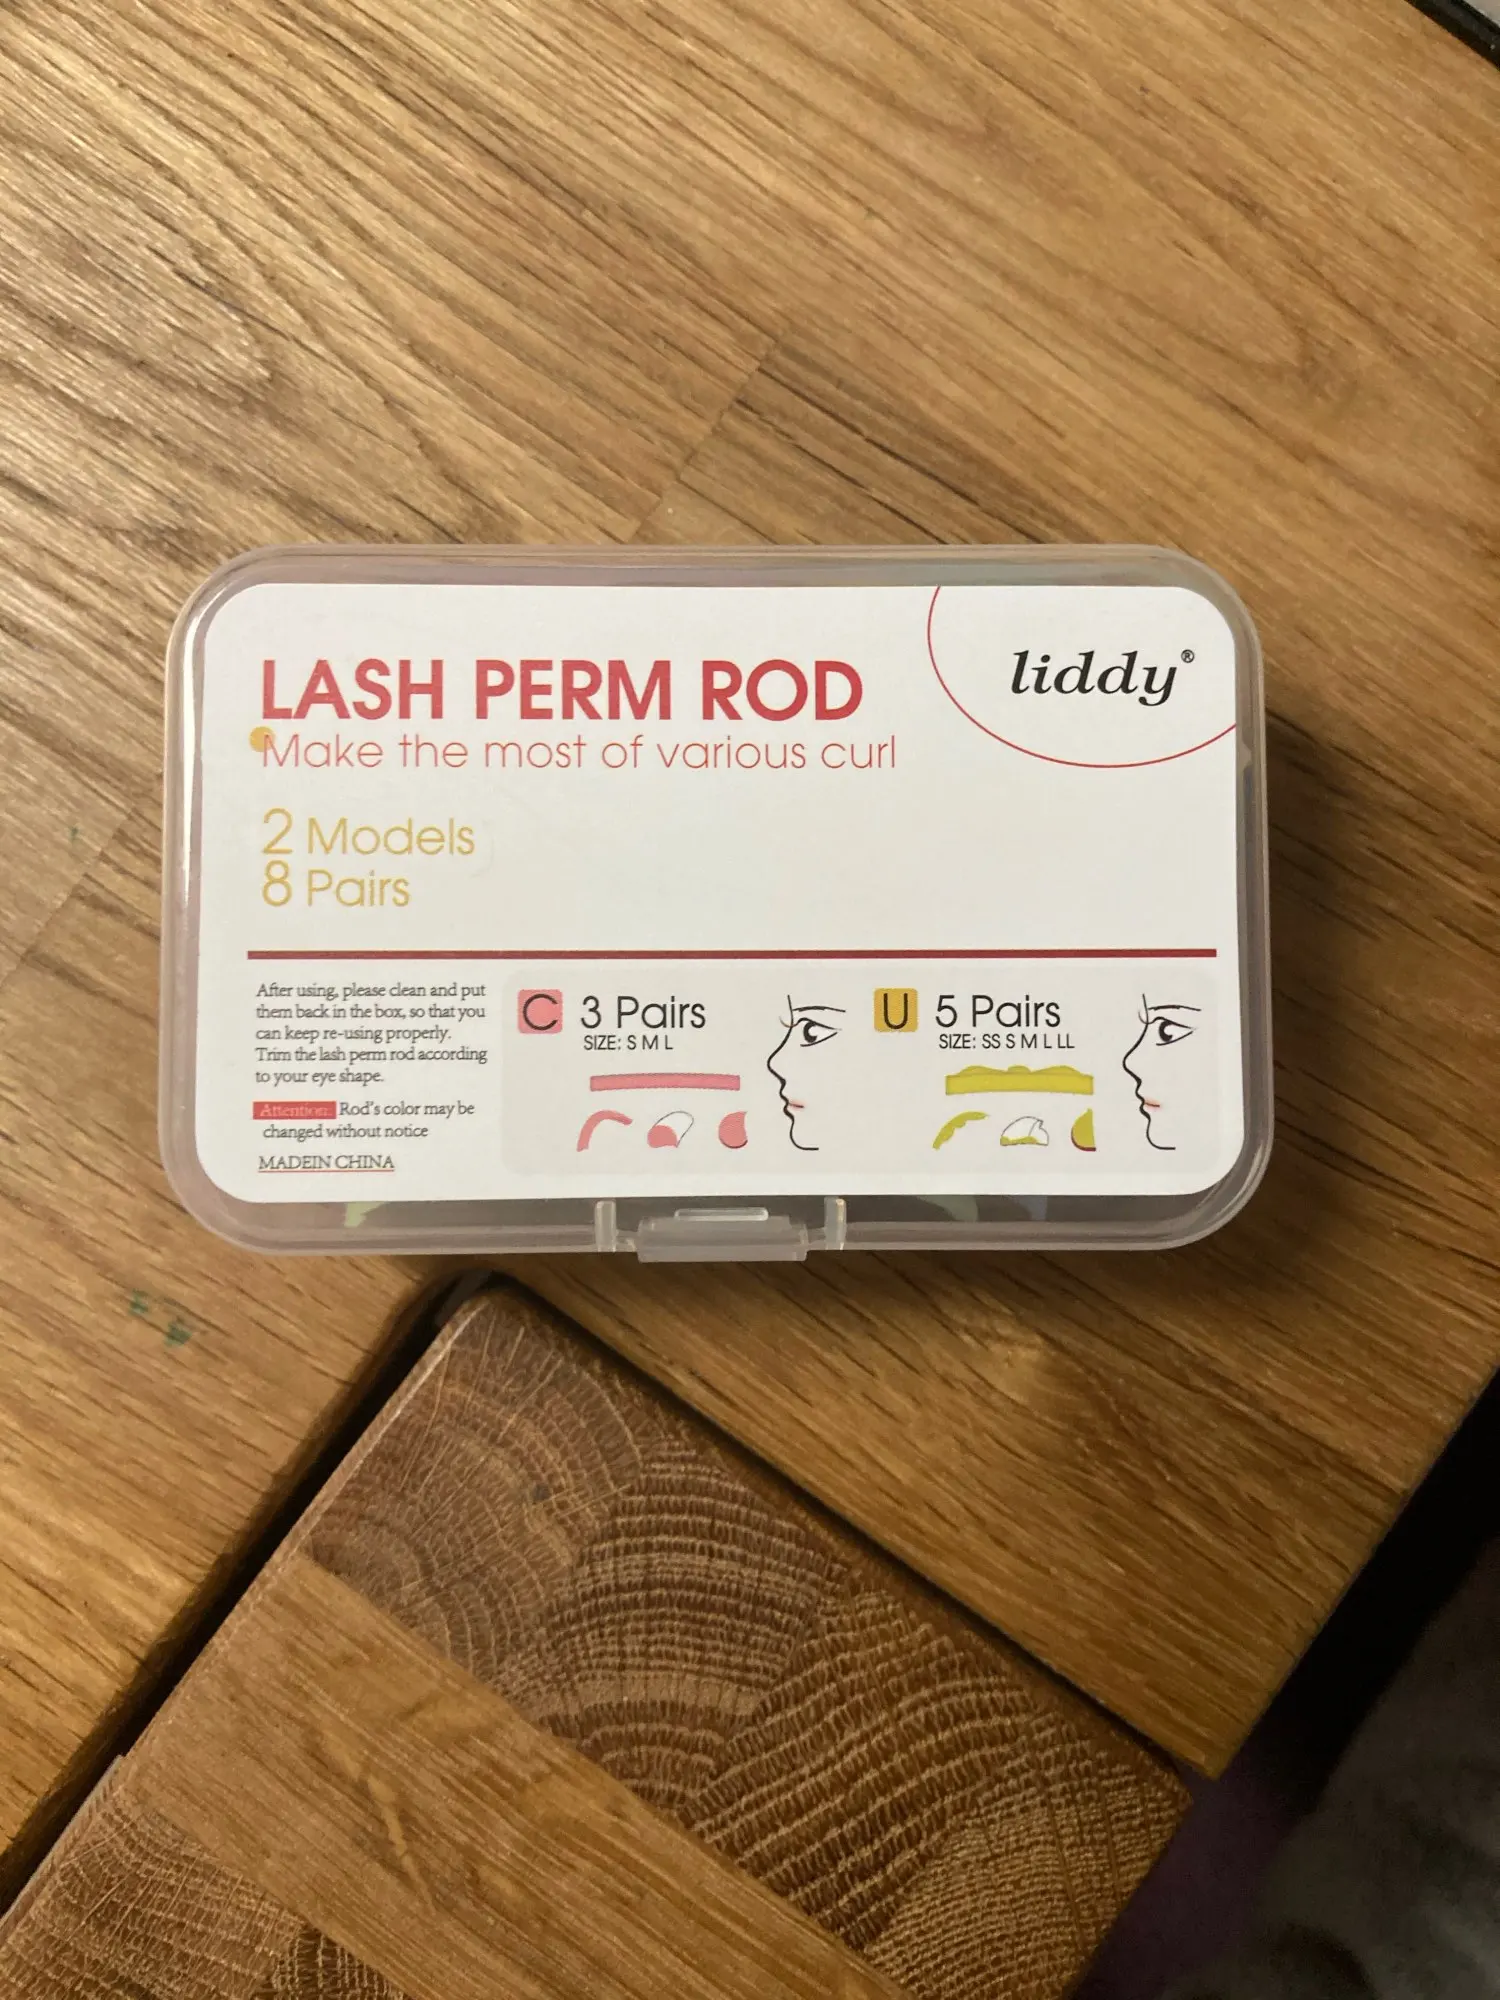 liddy®
LASH PERM ROD
Make the most of various curl
2 Models
8 Pairs
After using, please clean and put
them back in the box, so that you
can keep re-using properly.
Trim the lash perm rod according
to your eye shape.
Attention: Rod's color may be
changed without notice
MADEIN CHINA
C 3 Pairs
SIZE: S M L
U 5 Pairs
SIZE: SS S M L LL